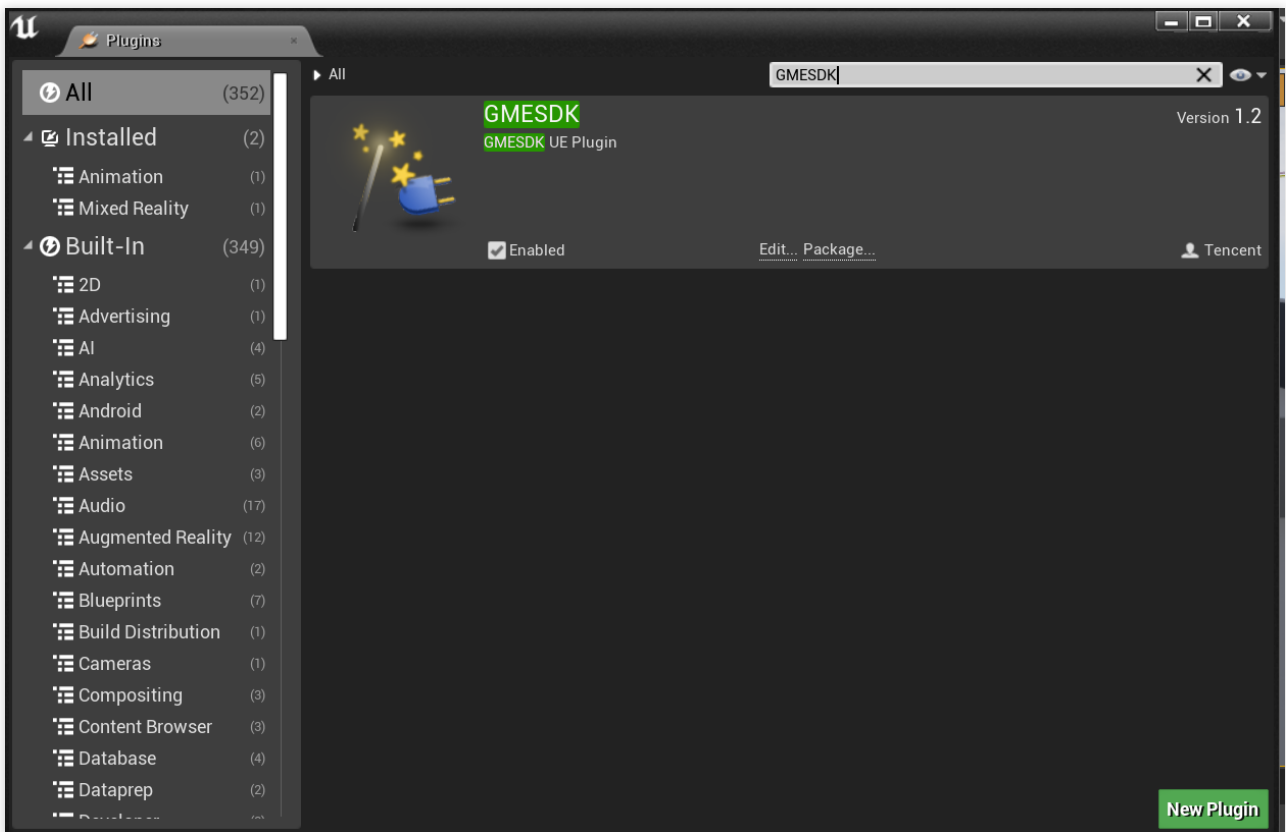 Plugins
All (352)
Installed (2)
Animation (1)
Mixed Reality (1)
Built-In (349)
2D (1)
Advertising (1)
AI (4)
Analytics (5)
Android (2)
Animation (6)
Assets (3)
Audio (17)
Augmented Reality (12)
Automation (2)
Blueprints (7)
Build Distribution (1)
Cameras (1)
Compositing (3)
Content Browser (3)
Database (4)
Dataprep (2)
All
GMESDK
GMESDK
Version 1.2
GMESDK UE Plugin
Enabled
Edit... Package...
Tencent
New Plugin